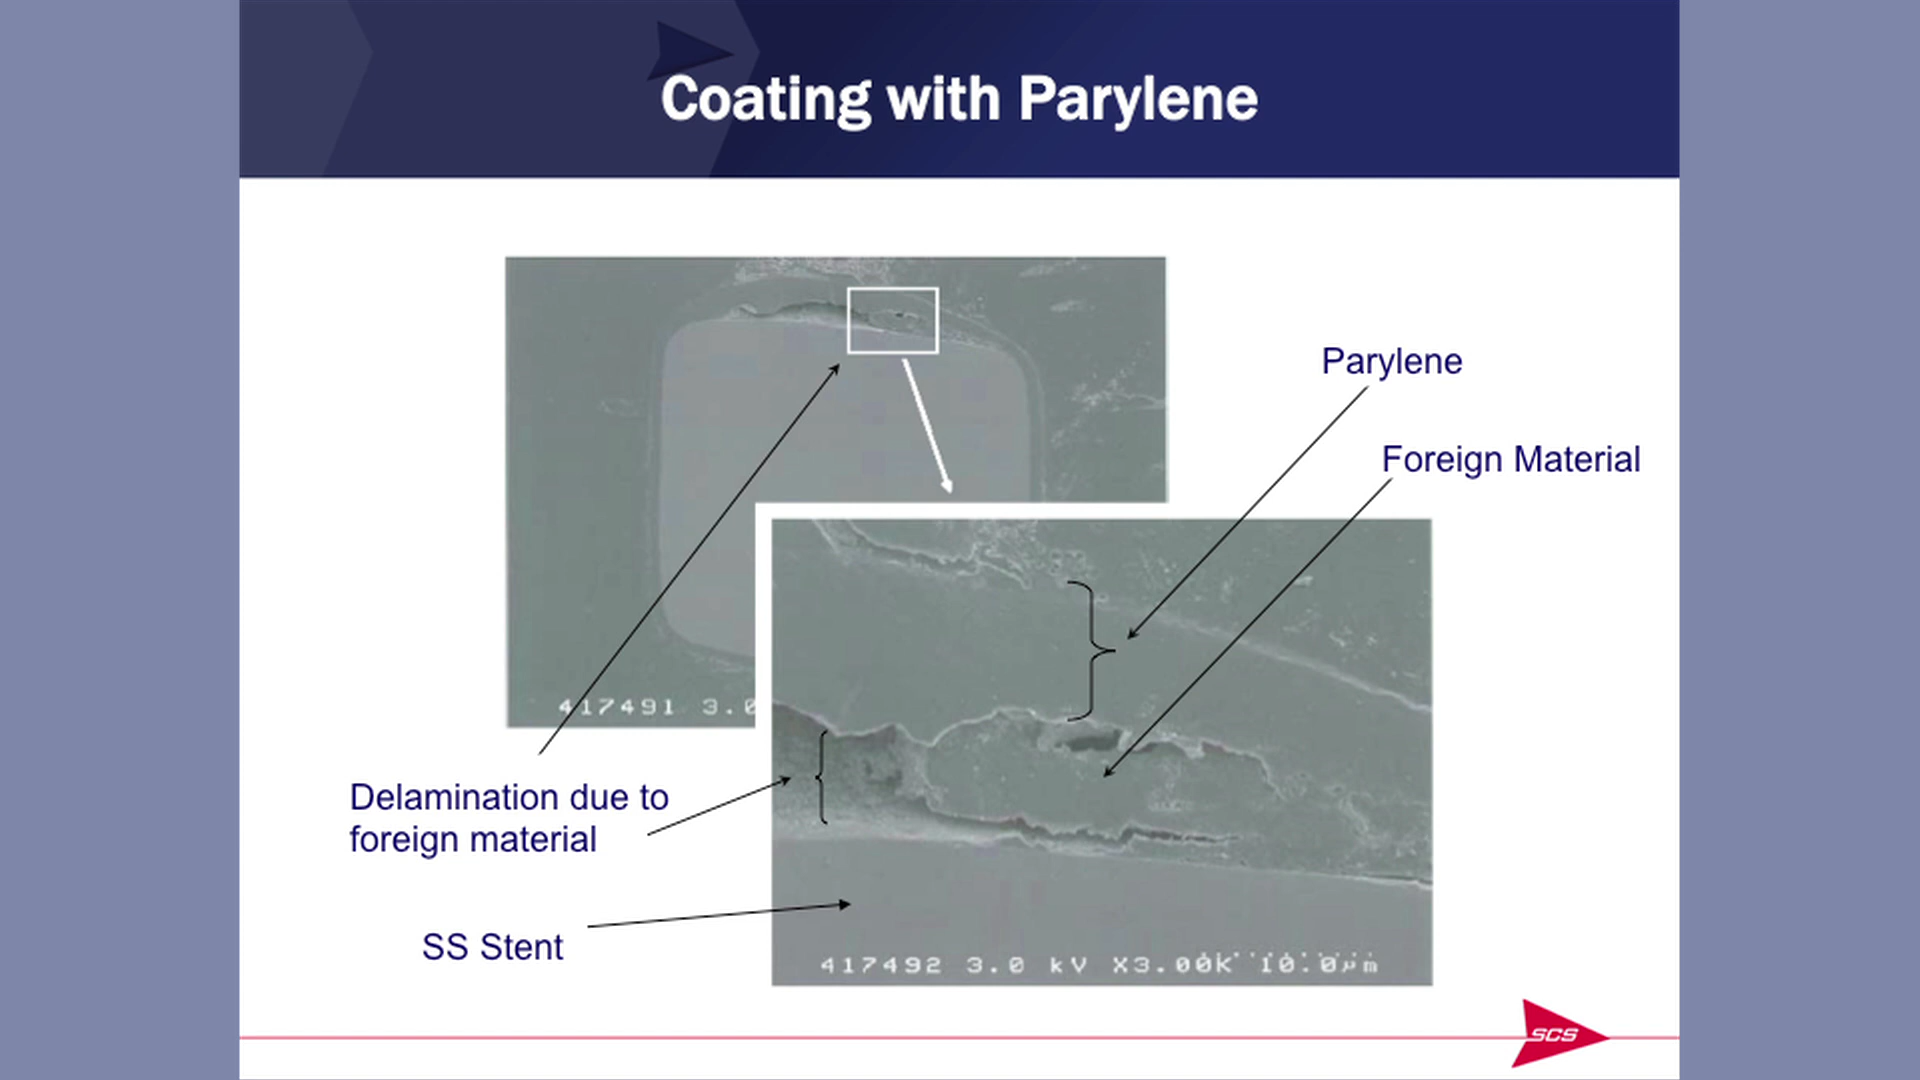 Coating with Parylene
Parylene
Foreign Material
417491 3.0
Delamination due to
foreign material
SS Stent
417492 3.0 kV X3.00K 10.0μm
SCS